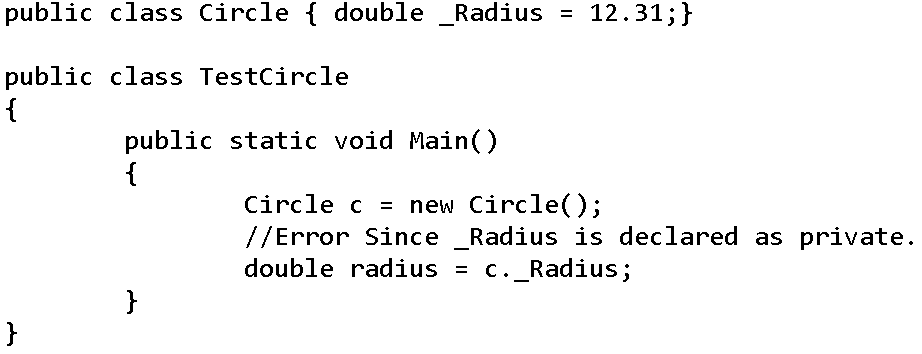 public class Circle { double _Radius = 12.31;}
public class TestCircle
{
public static void Main()
{
Circle c = new Circle();
//Error Since _Radius is declared as private.
double radius = c._Radius;
}
}